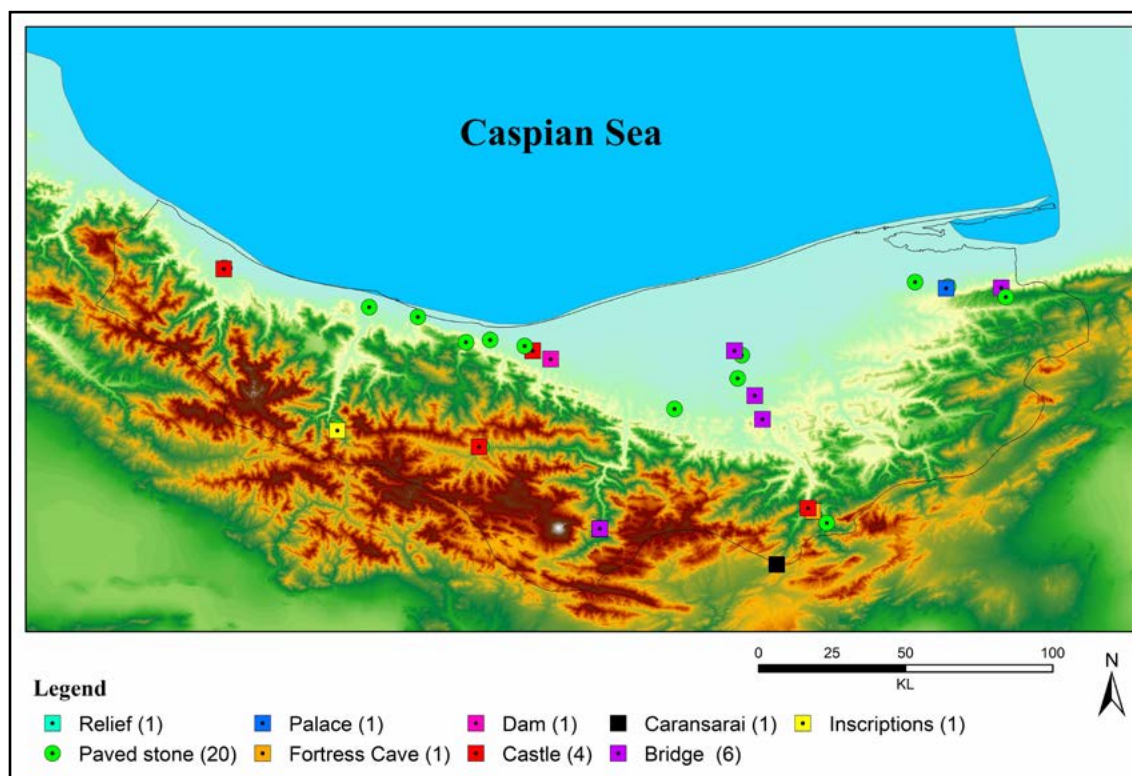 Caspian Sea
0 25 50 100
KL
N
Legend
Relief (1) Palace (1) Dam (1) Caransarai (1) Inscriptions (1)
Paved stone (20) Fortress Cave (1) Castle (4) Bridge (6)